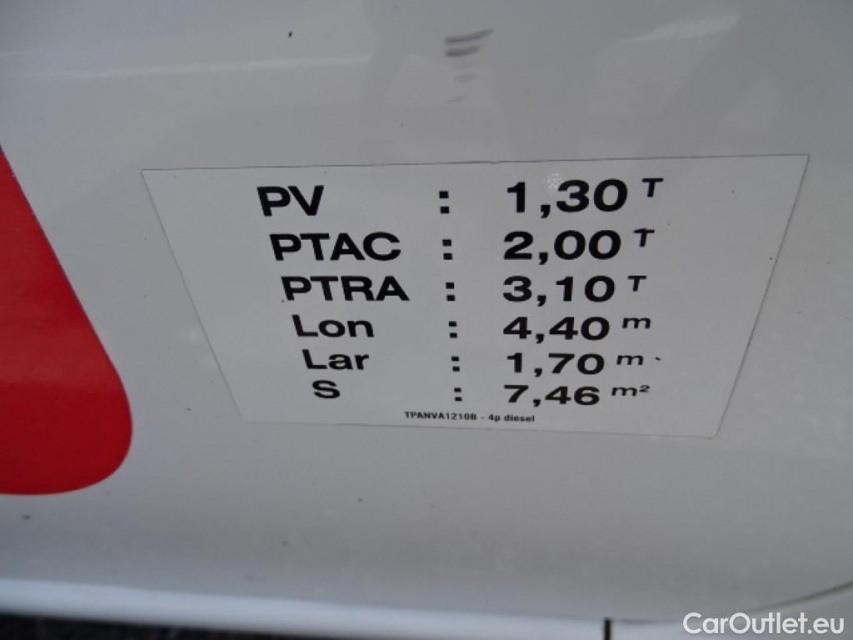 PV : 1,30 T
PTAC : 2,00 T
PTRA : 3,10 T
Lon : 4,40 m
Lar : 1,70 m
S : 7,46 m²
TPANVA1210B - 4p diesel
CarOutlet.eu